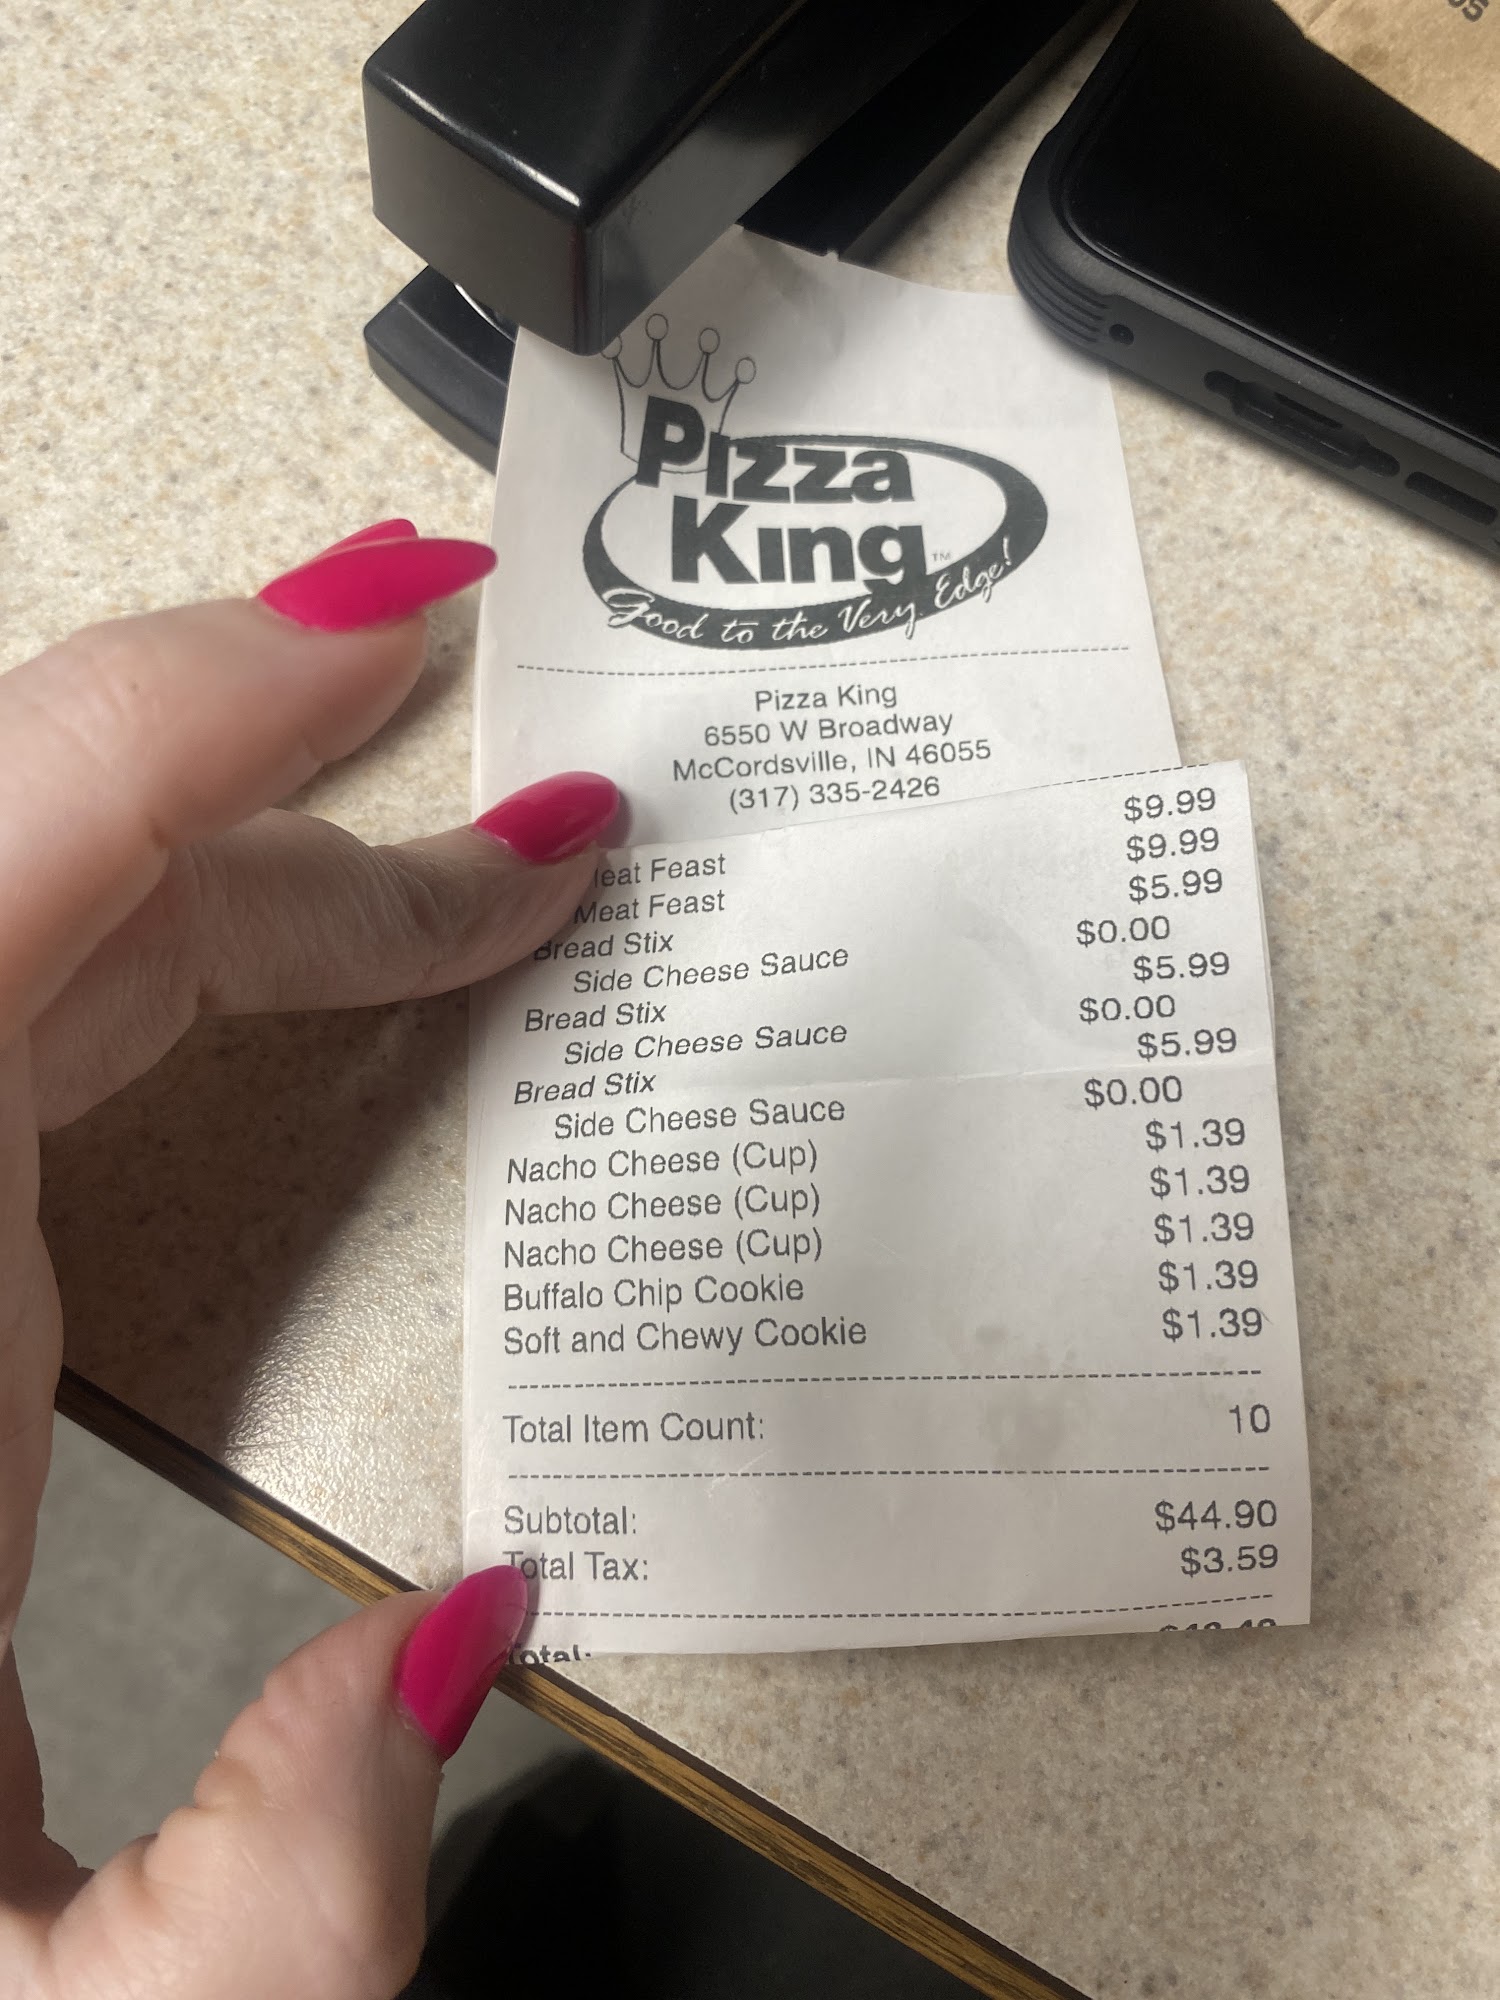 Pizza
King™
Good to the Very Edge!
Pizza King
6550 W Broadway
McCordsville, IN 46055
(317) 335-2426
$9.99
eat Feast $9.99
Meat Feast $5.99
Bread Stix $0.00
Side Cheese Sauce $5.99
Bread Stix $0.00
Side Cheese Sauce $5.99
Bread Stix $0.00
Side Cheese Sauce $1.39
Nacho Cheese (Cup) $1.39
Nacho Cheese (Cup) $1.39
Nacho Cheese (Cup) $1.39
Buffalo Chip Cookie $1.39
Soft and Chewy Cookie
Total Item Count: 10
Subtotal: $44.90
Total Tax: $3.59
Total: